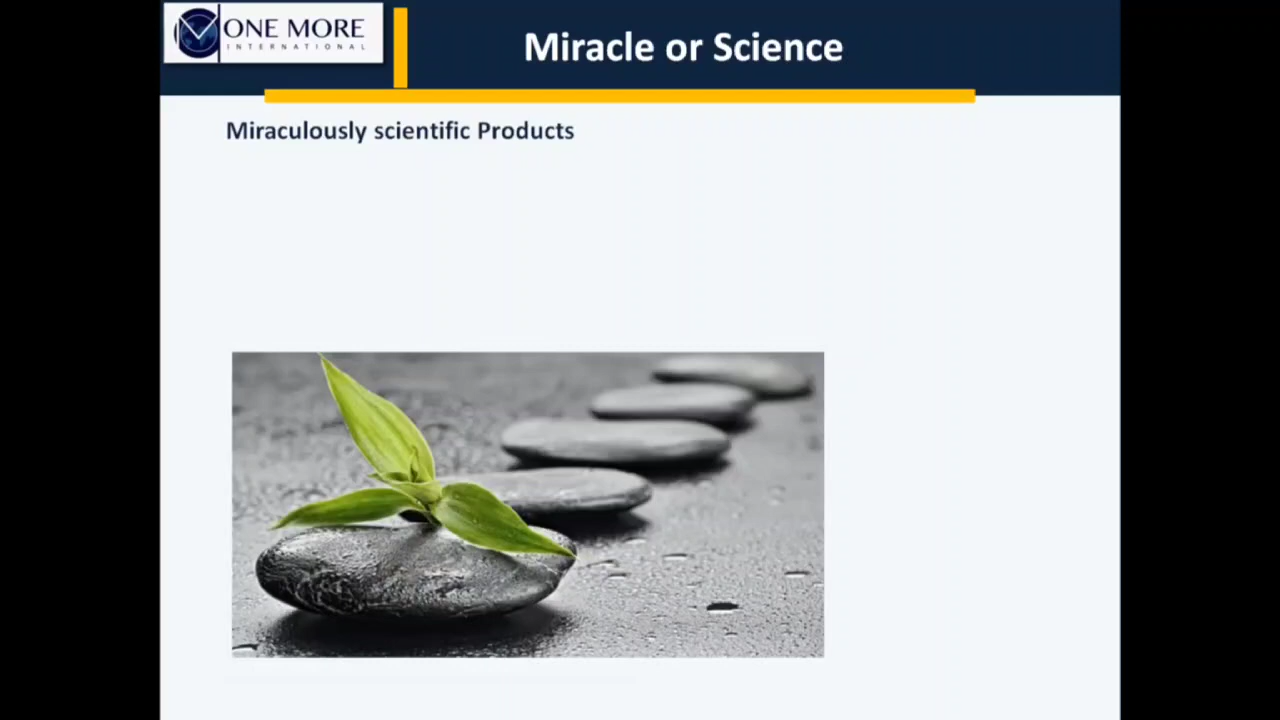 ONE MORE
INTERNATIONAL
Miracle or Science
Miraculously scientific Products